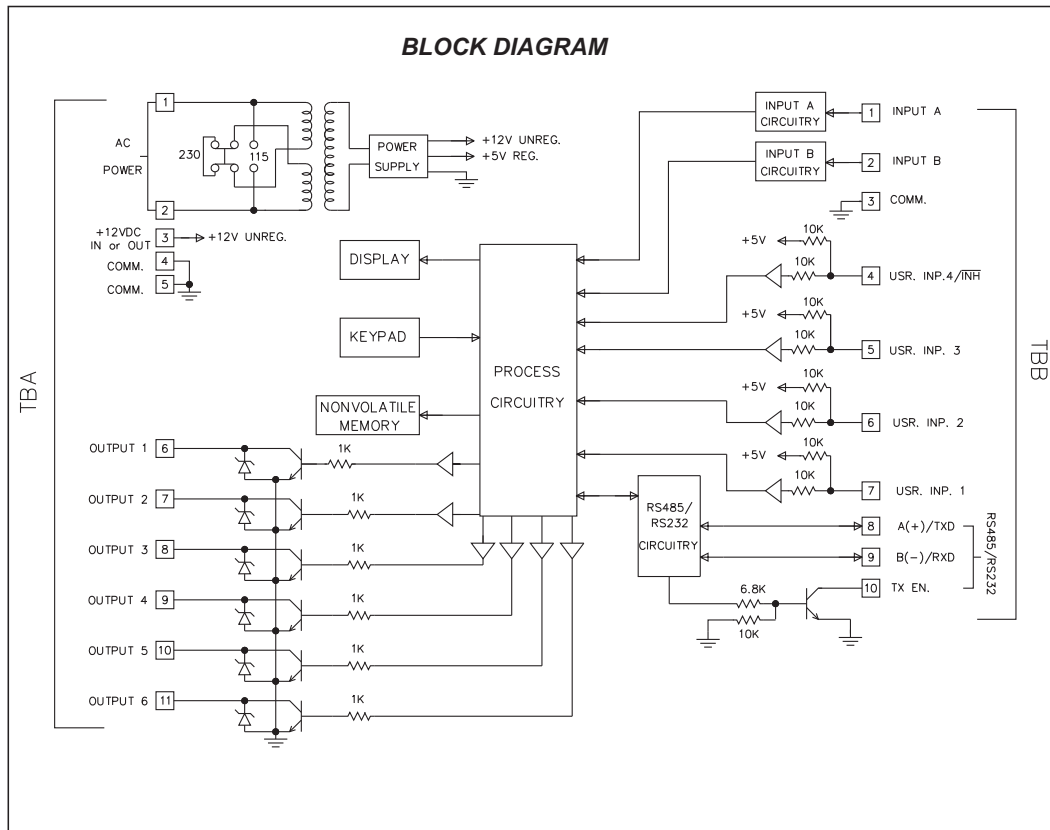 BLOCK DIAGRAM
TBA
AC
POWER
1
230
115
2
POWER
SUPPLY
+12V UNREG.
+5V REG.
+12VDC
IN or OUT
3
+12V UNREG.
COMM.
4
COMM.
5
DISPLAY
KEYPAD
NONVOLATILE
MEMORY
PROCESS
CIRCUITRY
OUTPUT 1
6
1K
OUTPUT 2
7
1K
OUTPUT 3
8
1K
OUTPUT 4
9
1K
OUTPUT 5
10
1K
OUTPUT 6
11
1K
INPUT A
CIRCUITRY
1
INPUT A
INPUT B
CIRCUITRY
2
INPUT B
3
COMM.
10K
+5V
10K
4
USR. INP.4/INH
10K
+5V
10K
5
USR. INP. 3
10K
+5V
10K
6
USR. INP. 2
10K
+5V
10K
7
USR. INP. 1
RS485/
RS232
CIRCUITRY
8
A(+)/TXD
9
B(-)/RXD
10
TX EN.
6.8K
10K
RS485/RS232
TBB